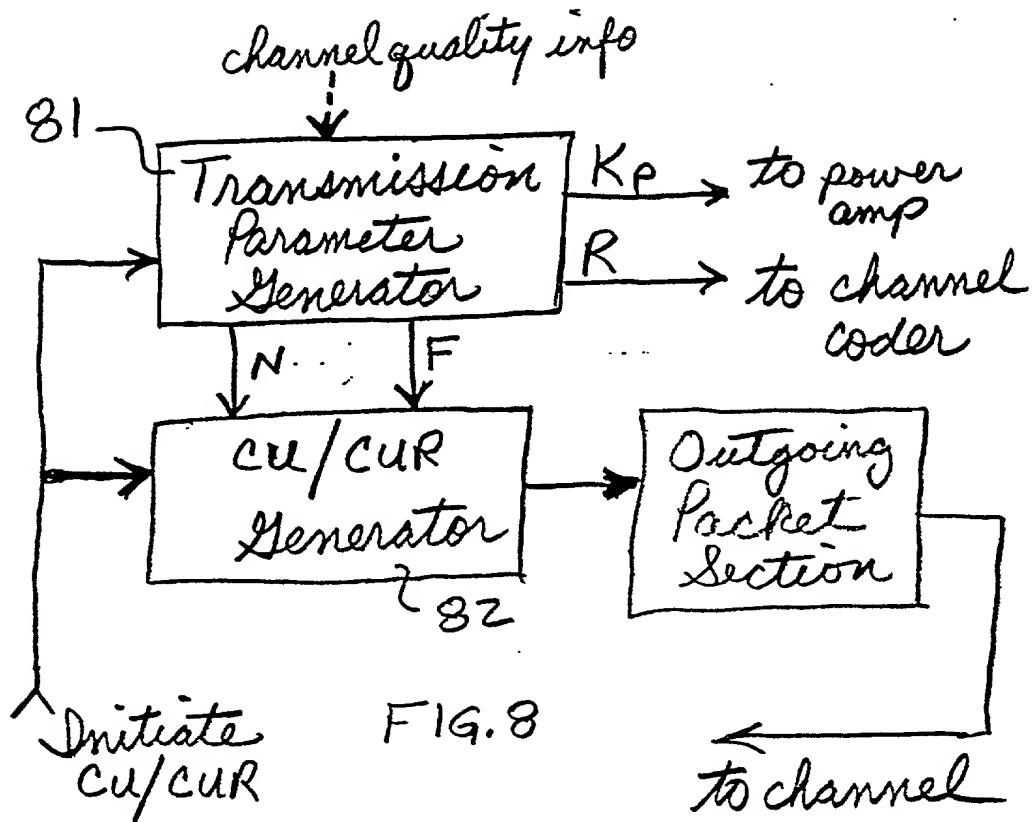 channel quality info
81
Transmission
Parameter
Generator
Kp
to power
amp
R
to channel
coder
N
F
CU/CUR
Generator
82
Outgoing
Packet
Section
Initiate
CU/CUR
FIG. 8
to channel